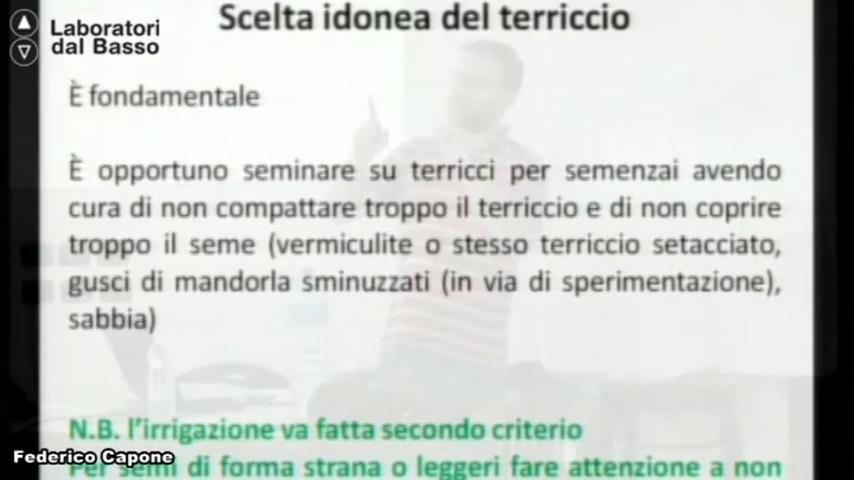 Scelta idonea del terriccio
Laboratori
dal Basso
È fondamentale
È opportuno seminare su terricci per semenzai avendo
cura di non compattare troppo il terriccio e di non coprire
troppo il seme (vermiculite o stesso terriccio setacciato,
gusci di mandorla sminuzzati (in via di sperimentazione),
sabbia)
N.B. l'irrigazione va fatta secondo criterio
Federico Capone
Per semi di forma strana o leggeri fare attenzione a non